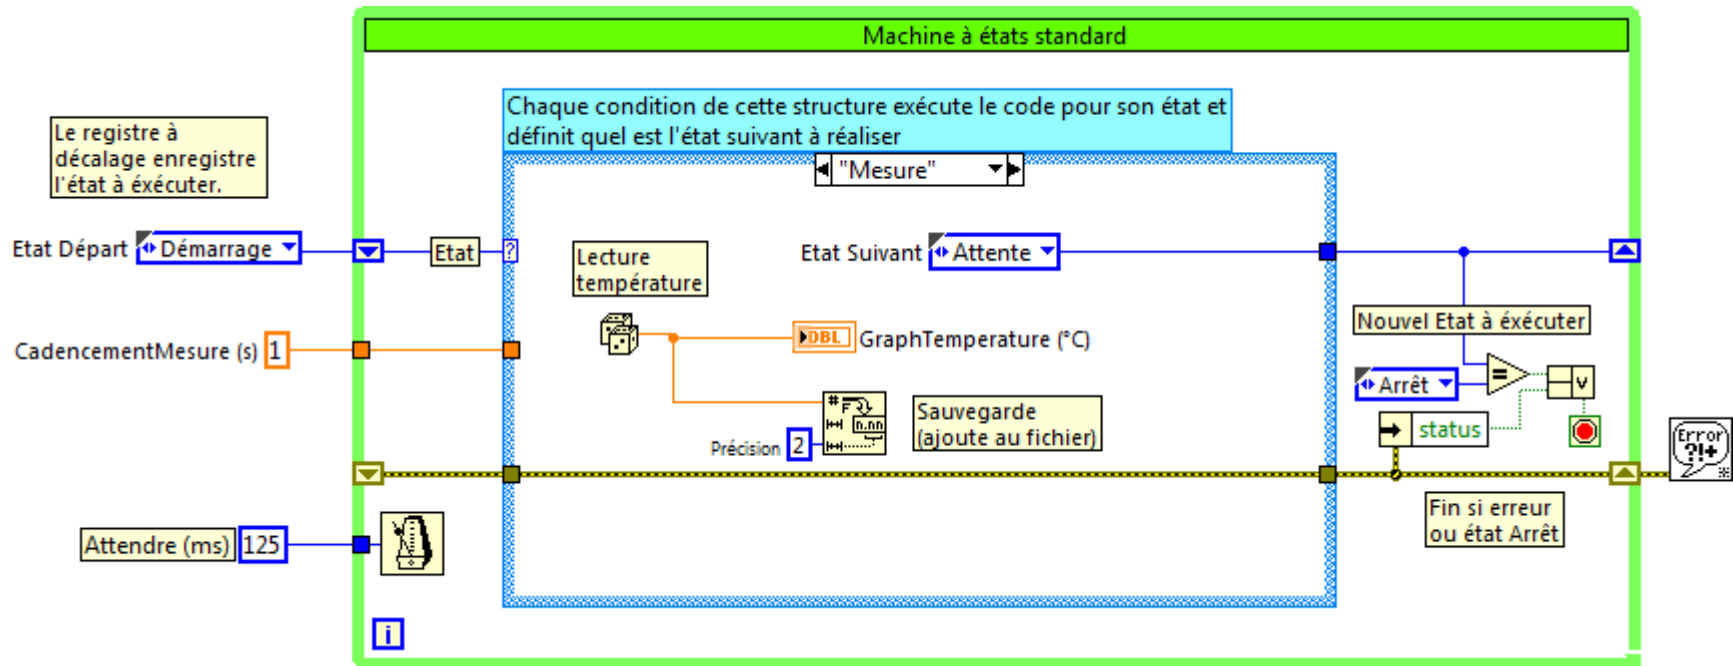 Machine à états standard
Chaque condition de cette structure exécute le code pour son état et
définit quel est l'état suivant à réaliser
Le registre à
décalage enregistre
l'état à éxécuter.
"Mesure"
Etat Départ
Démarrage
Etat
?
Lecture
température
Etat Suivant
Attente
Nouvel Etat à éxécuter
CadencementMesure (s)
1
DBL
GraphTemperature (°C)
Arrêt
=
v
#
F
n.nn
Sauvegarde
(ajoute au fichier)
Précision
2
status
Error
?!+
Fin si erreur
ou état Arrêt
Attendre (ms)
125
i